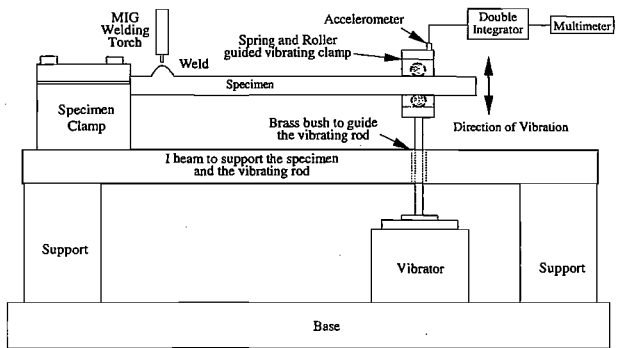 MIG
Welding
Torch
Weld
Accelerometer
Spring and Roller
guided vibrating clamp
Double
Integrator
Multimeter
Specimen
Specimen
Clamp
Brass bush to guide
the vibrating rod
Direction of Vibration
I beam to support the specimen
and the vibrating rod
Support
Vibrator
Support
Base